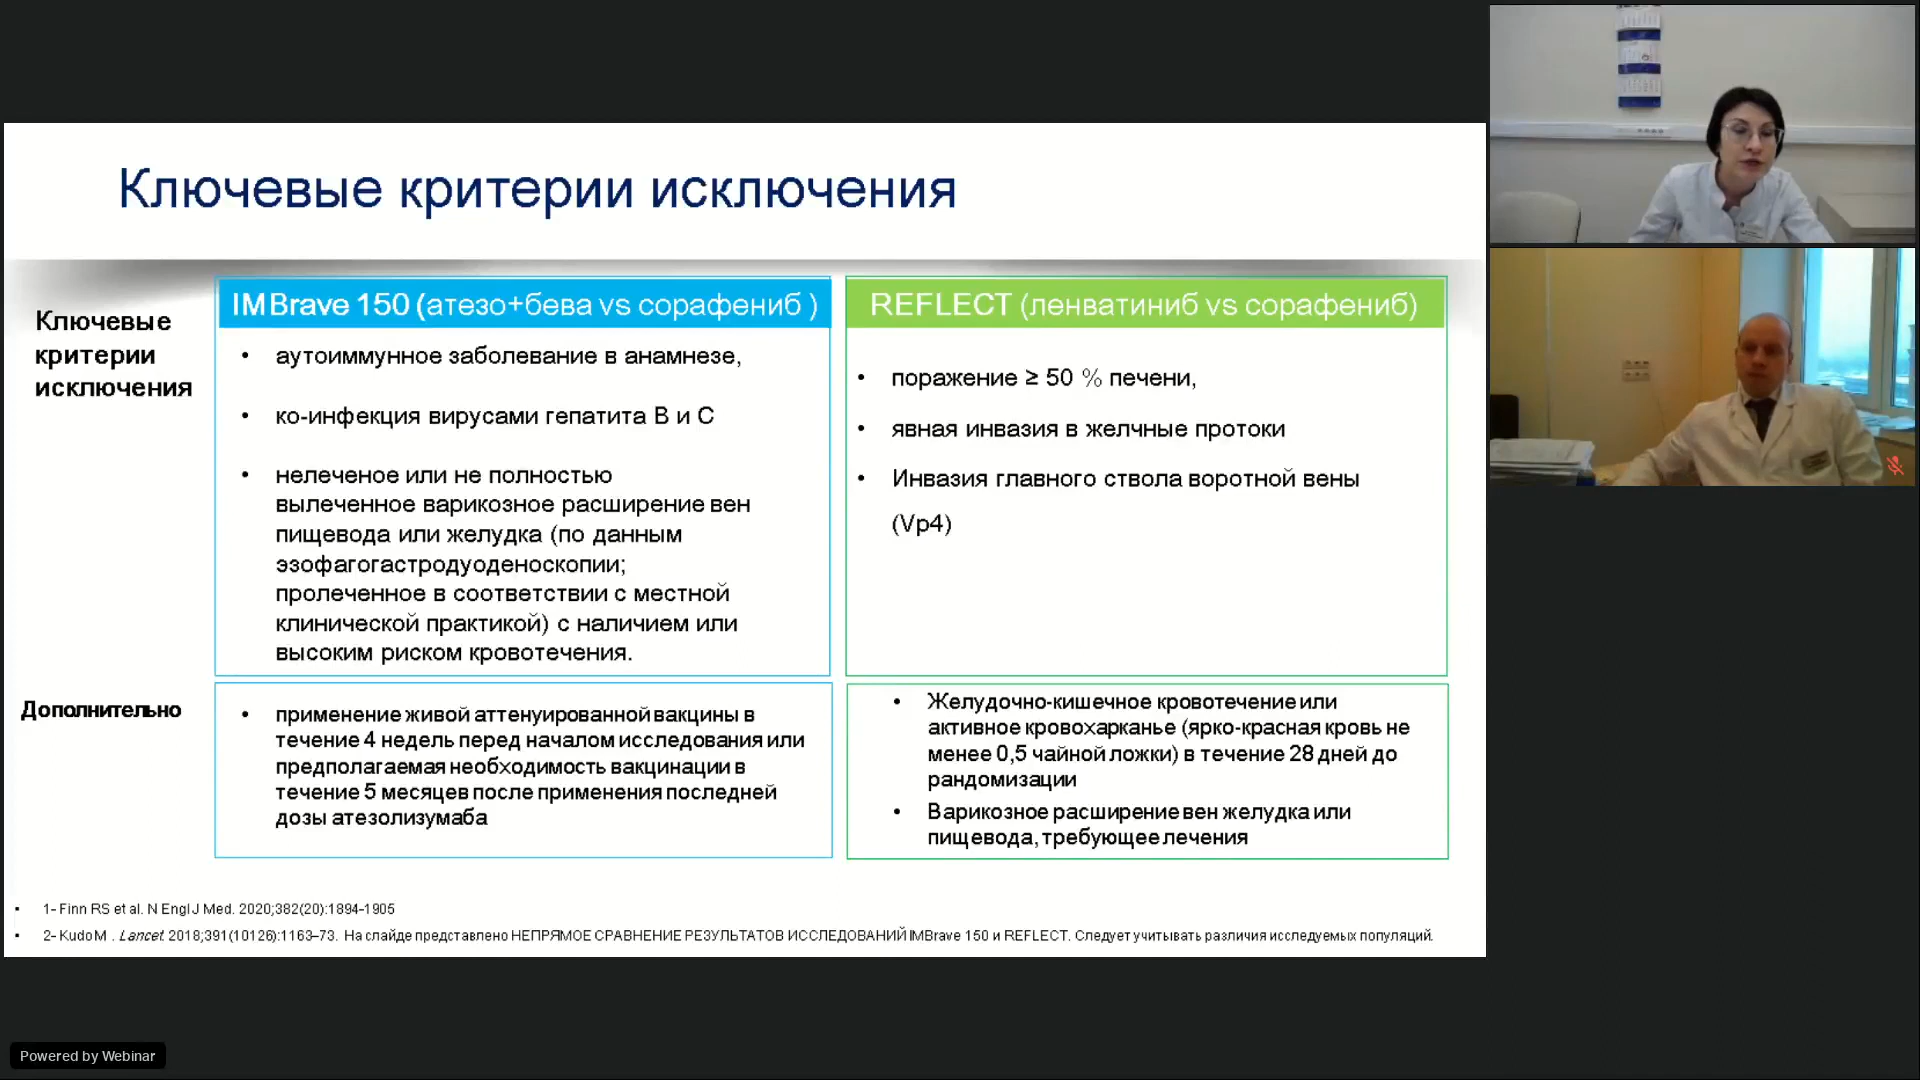 Ключевые критерии исключения
Ключевые
критерии
исключения
IMBrave 150 (атезо+бева vs сорафениб )
• аутоиммунное заболевание в анамнезе,
• ко-инфекция вирусами гепатита В и С
• нелеченое или не полностью
вылеченное варикозное расширение вен
пищевода или желудка (по данным
эзофагогастродуоденоскопии;
пролеченное в соответствии с местной
клинической практикой) с наличием или
высоким риском кровотечения.
REFLECT (ленватиниб vs сорафениб)
• поражение ≥ 50 % печени,
• явная инвазия в желчные протоки
• Инвазия главного ствола воротной вены
(Vp4)
Дополнительно
• применение живой аттенуированной вакцины в
течение 4 недель перед началом исследования или
предполагаемая необходимость вакцинации в
течение 5 месяцев после применения последней
дозы атезолизумаба
• Желудочно-кишечное кровотечение или
активное кровохарканье (ярко-красная кровь не
менее 0,5 чайной ложки) в течение 28 дней до
рандомизации
• Варикозное расширение вен желудка или
пищевода, требующее лечения
• 1- Finn RS et al. N Engl J Med. 2020;382(20):1894-1905
• 2- Kudo M . Lancet. 2018;391(10126):1163–73. На слайде представлено НЕПРЯМОЕ СРАВНЕНИЕ РЕЗУЛЬТАТОВ ИССЛЕДОВАНИЙ IMBrave 150 и REFLECT. Следует учитывать различия исследуемых популяций.
Powered by Webinar